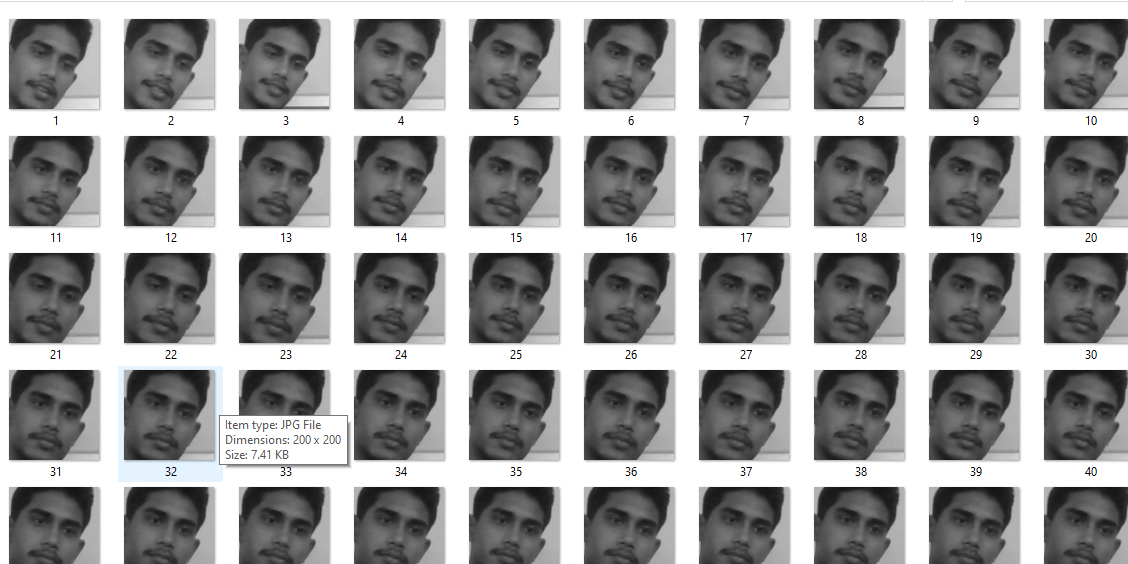 1 2 3 4 5 6 7 8 9 10
11 12 13 14 15 16 17 18 19 20
21 22 23 24 25 26 27 28 29 30
Item type: JPG File
Dimensions: 200 x 200
Size: 7.41 KB
31 32 33 34 35 36 37 38 39 40